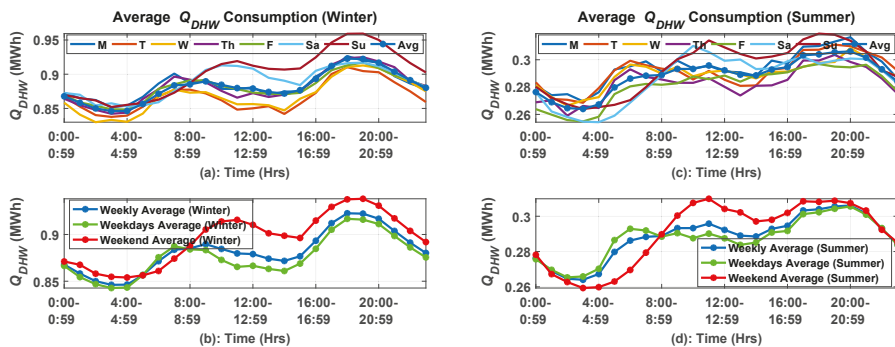 Average Q_DHW Consumption (Winter)
Q_DHW (MWh)
0.95
0.9
0.85
M T W Th F Sa Su Avg
0:00- 4:00- 8:00- 12:00- 16:00- 20:00-
0:59 4:59 8:59 12:59 16:59 20:59
(a): Time (Hrs)
Average Q_DHW Consumption (Summer)
Q_DHW (MWh)
0.3
0.28
0.26
M T W Th F Sa Su Avg
0:00- 4:00- 8:00- 12:00- 16:00- 20:00-
0:59 4:59 8:59 12:59 16:59 20:59
(c): Time (Hrs)
Q_DHW (MWh)
0.9
0.85
Weekly Average (Winter)
Weekdays Average (Winter)
Weekend Average (Winter)
0:00- 4:00- 8:00- 12:00- 16:00- 20:00-
0:59 4:59 8:59 12:59 16:59 20:59
(b): Time (Hrs)
Q_DHW (MWh)
0.3
0.28
0.26
Weekly Average (Summer)
Weekdays Average (Summer)
Weekend Average (Summer)
0:00- 4:00- 8:00- 12:00- 16:00- 20:00-
0:59 4:59 8:59 12:59 16:59 20:59
(d): Time (Hrs)